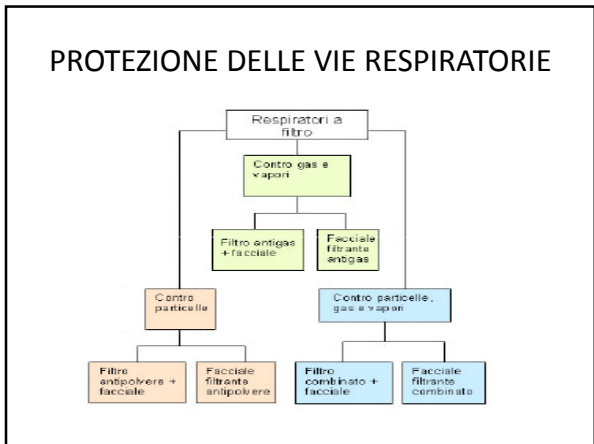 PROTEZIONE DELLE VIE RESPIRATORIE
Respiratori a
filtro
Contro gas e
vapori
Filtro antigas
+ facciale
Facciale
filtrante
antigas
Contro
particelle
Contro particelle,
gas e vapori
Filtro
antipolvere +
facciale
Facciale
filtrante
antipolvere
Filtro
combinato +
facciale
Facciale
filtrante
combinato